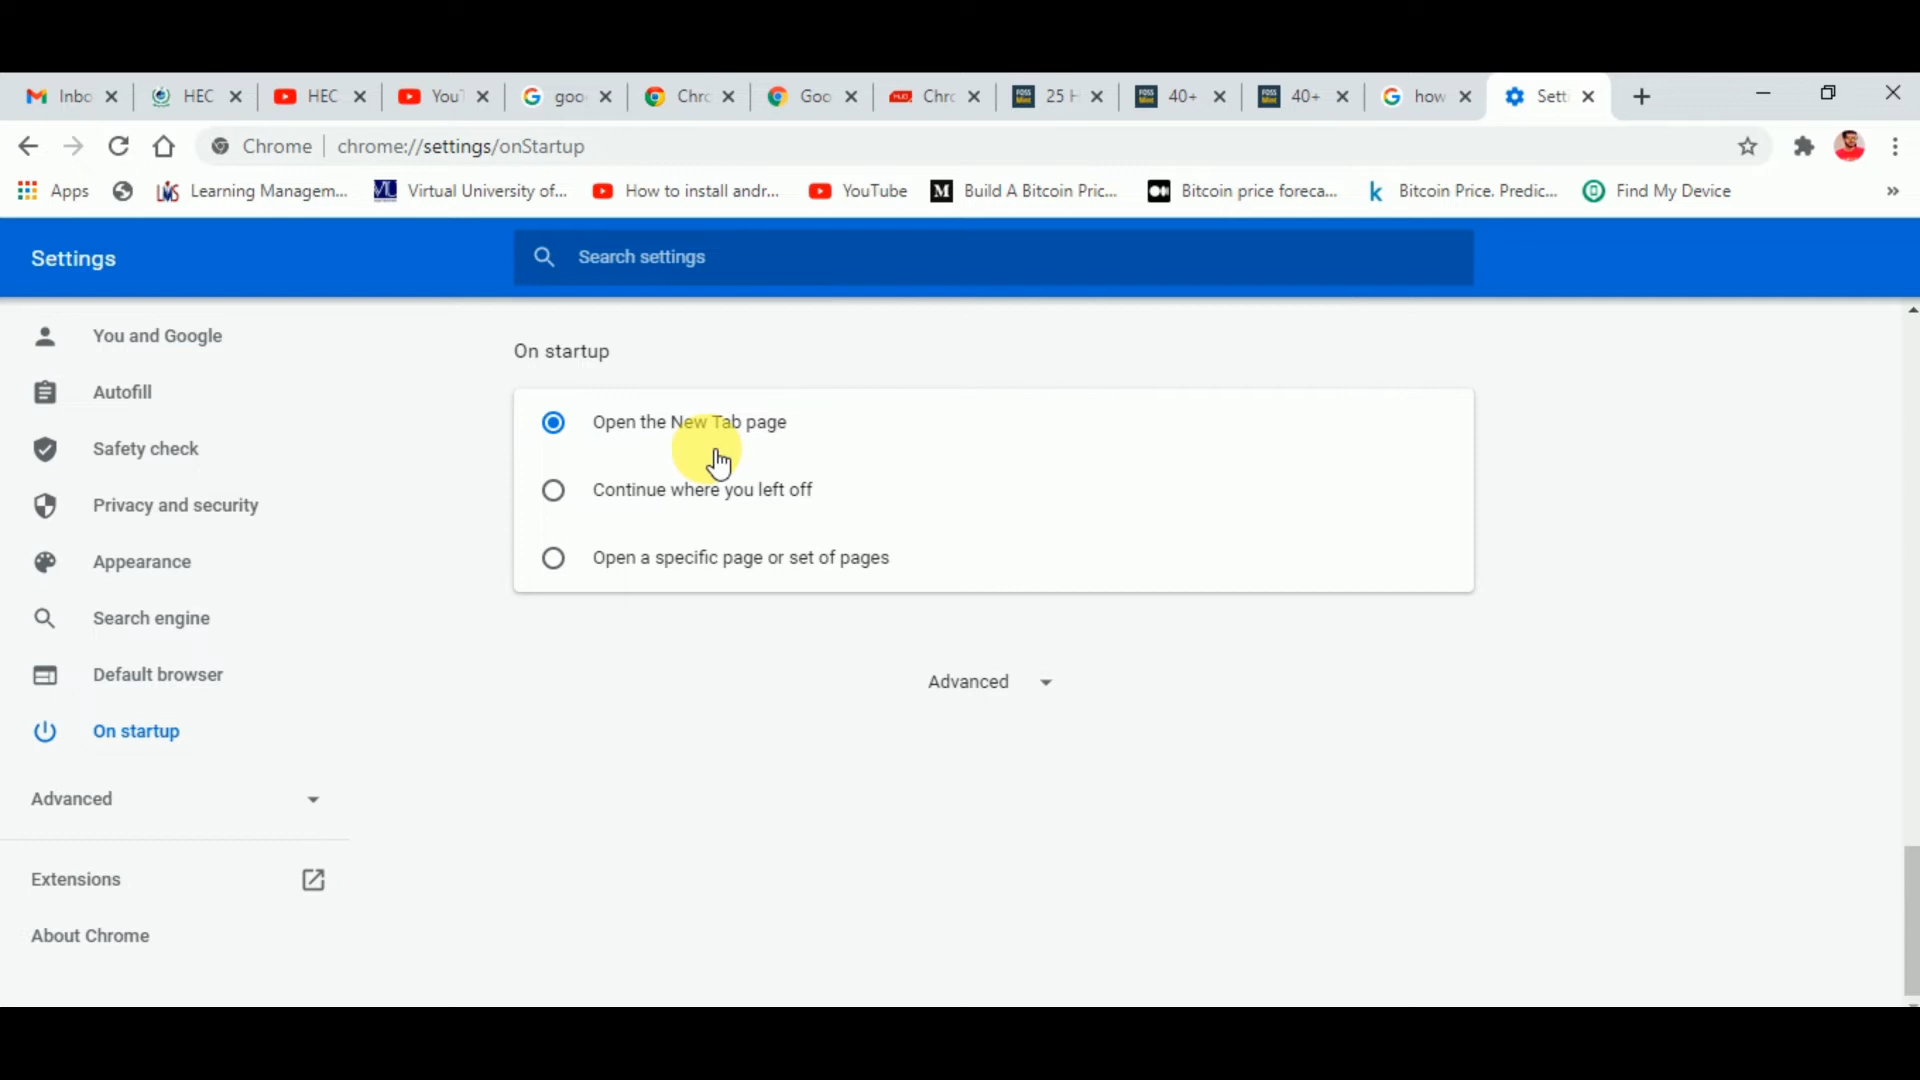 Inbo HEC HEC YouT goo Chrc Goo Chrc 25 H 40+ 40+ how Setti
Chrome chrome://settings/onStartup
Apps Learning Managem... Virtual University of... How to install andr... YouTube Build A Bitcoin Pric... Bitcoin price foreca... Bitcoin Price. Predic... Find My Device »
Settings
Search settings
You and Google
Autofill
Safety check
Privacy and security
Appearance
Search engine
Default browser
On startup
Advanced
Extensions
About Chrome
On startup
Open the New Tab page
Continue where you left off
Open a specific page or set of pages
Advanced